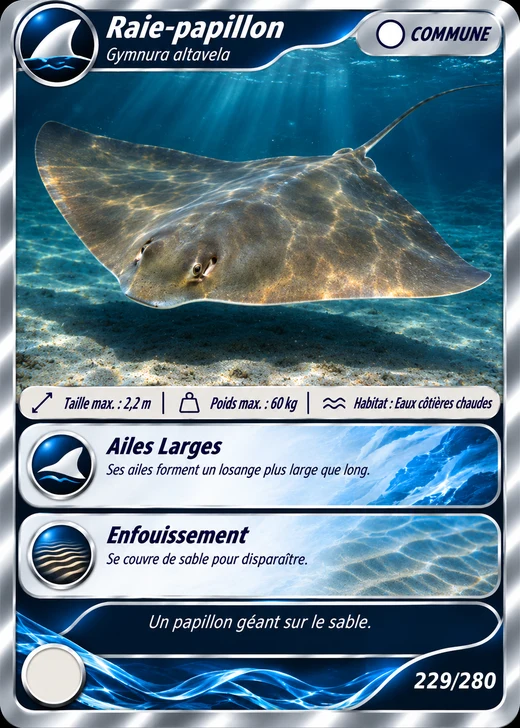 Raie-papillon
COMMUNE
Gymnura altavela
Taille max. : 2,2 m
Poids max. : 60 kg
Habitat : Eaux côtières chaudes
Ailes Larges
Ses ailes forment un losange plus large que long.
Enfouissement
Se couvre de sable pour disparaître.
Un papillon géant sur le sable.
229/280